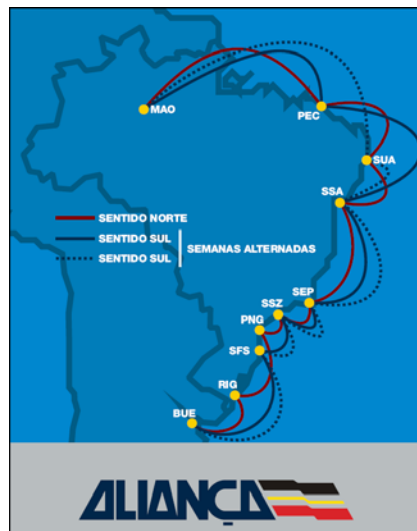 MAO
PEC
SUA
SSA
SENTIDO NORTE
SENTIDO SUL
SENTIDO SUL
SEMANAS ALTERNADAS
SEP
SSZ
PNG
SFS
RIG
BUE
ALIANÇA